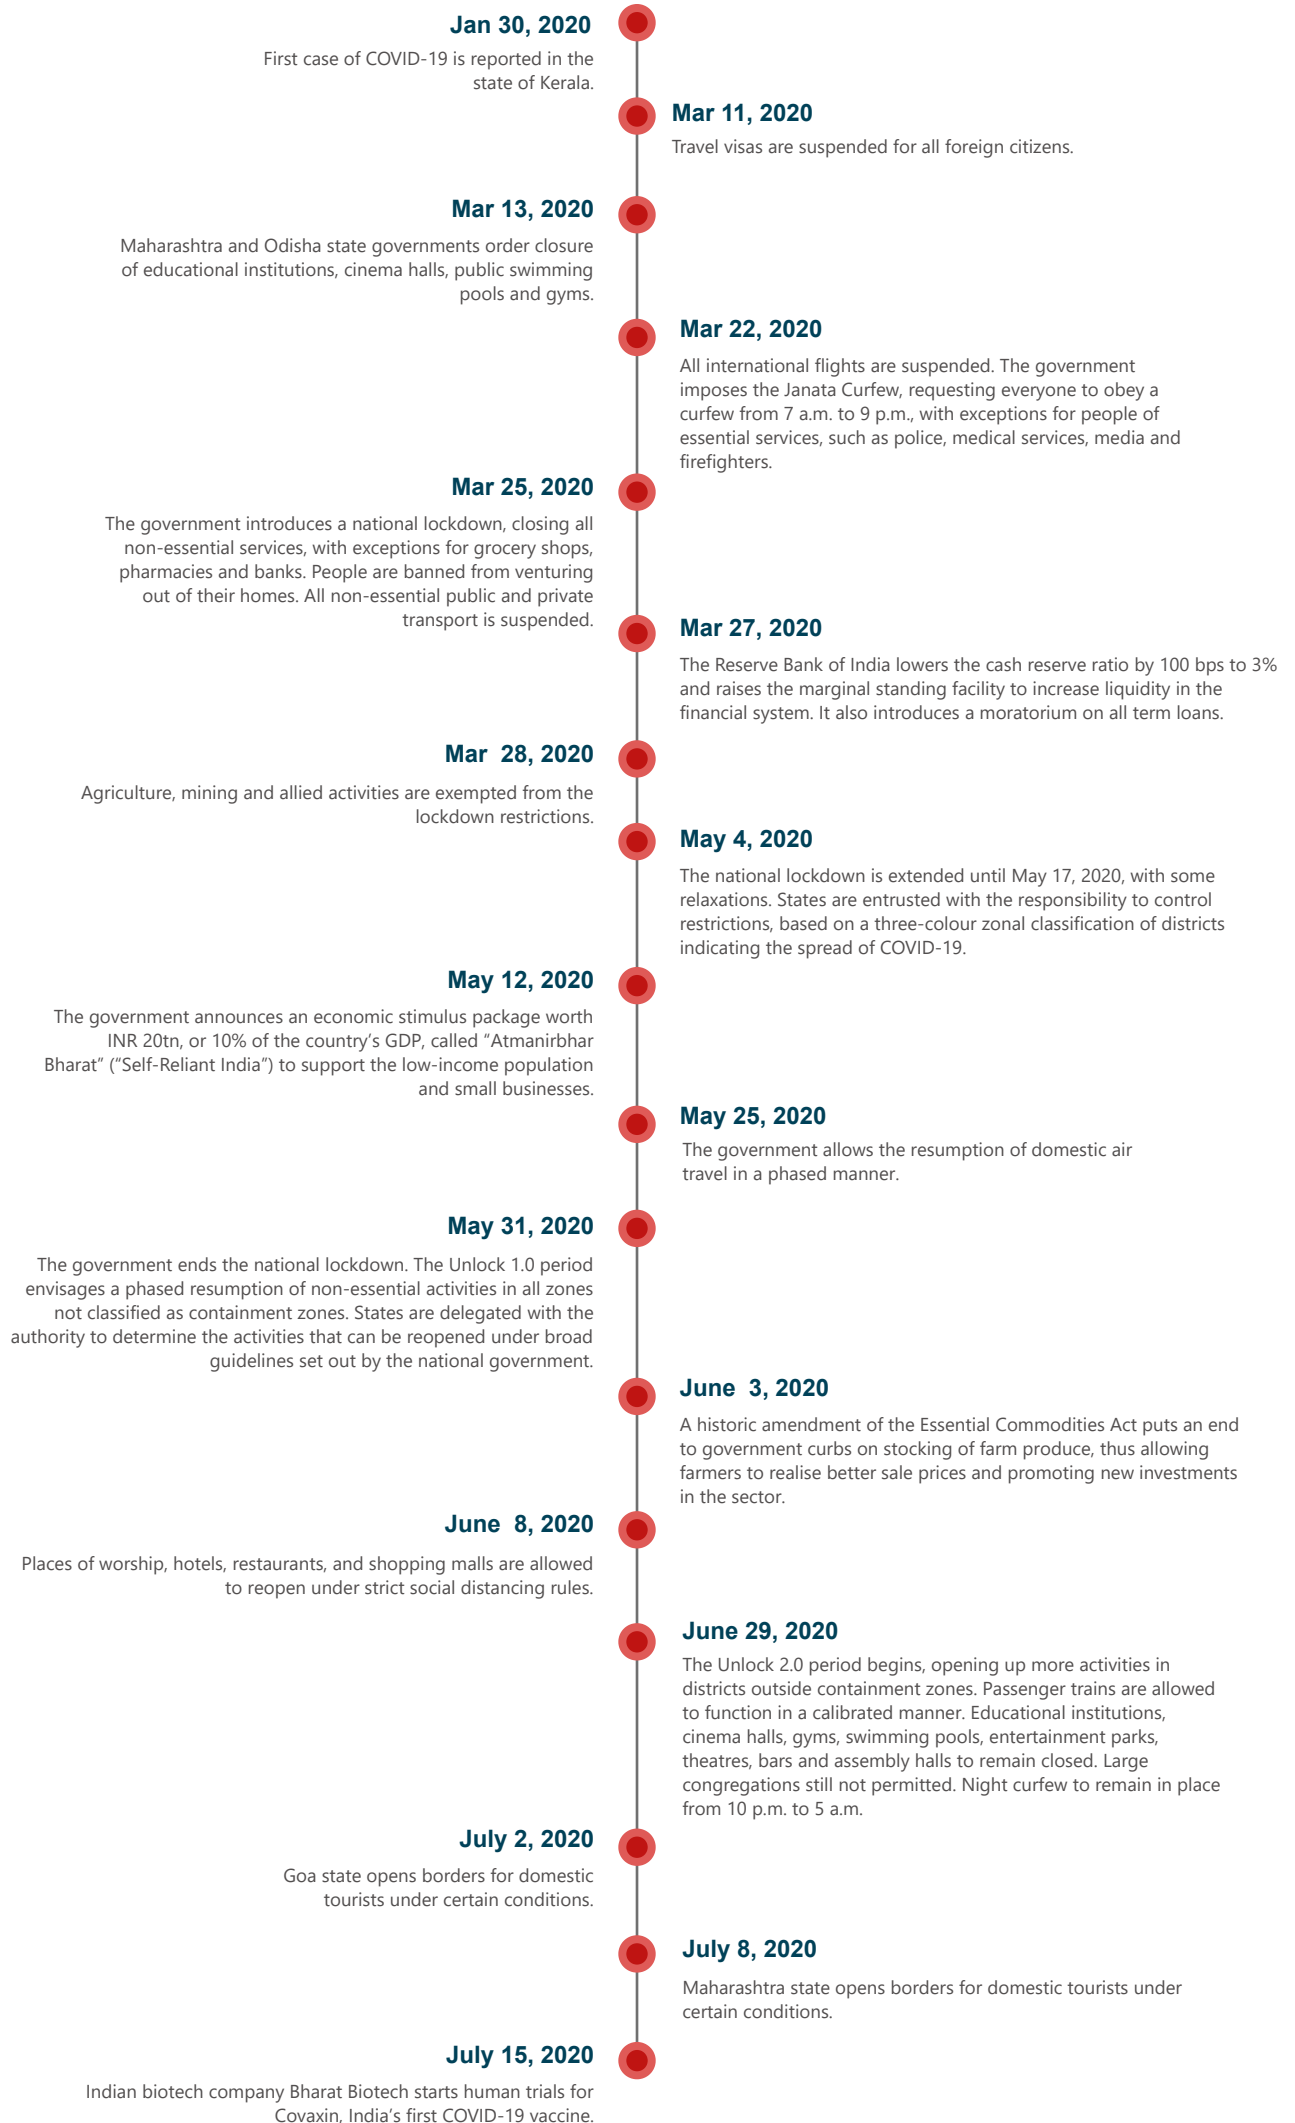 Jan 30, 2020
First case of COVID-19 is reported in the
state of Kerala.
Mar 11, 2020
Travel visas are suspended for all foreign citizens.
Mar 13, 2020
Maharashtra and Odisha state governments order closure
of educational institutions, cinema halls, public swimming
pools and gyms.
Mar 22, 2020
All international flights are suspended. The government
imposes the Janata Curfew, requesting everyone to obey a
curfew from 7 a.m. to 9 p.m., with exceptions for people of
essential services, such as police, medical services, media and
firefighters.
Mar 25, 2020
The government introduces a national lockdown, closing all
non-essential services, with exceptions for grocery shops,
pharmacies and banks. People are banned from venturing
out of their homes. All non-essential public and private
transport is suspended.
Mar 27, 2020
The Reserve Bank of India lowers the cash reserve ratio by 100 bps to 3%
and raises the marginal standing facility to increase liquidity in the
financial system. It also introduces a moratorium on all term loans.
Mar 28, 2020
Agriculture, mining and allied activities are exempted from the
lockdown restrictions.
May 4, 2020
The national lockdown is extended until May 17, 2020, with some
relaxations. States are entrusted with the responsibility to control
restrictions, based on a three-colour zonal classification of districts
indicating the spread of COVID-19.
May 12, 2020
The government announces an economic stimulus package worth
INR 20tn, or 10% of the country's GDP, called "Atmanirbhar
Bharat" ("Self-Reliant India") to support the low-income population
and small businesses.
May 25, 2020
The government allows the resumption of domestic air
travel in a phased manner.
May 31, 2020
The government ends the national lockdown. The Unlock 1.0 period
envisages a phased resumption of non-essential activities in all zones
not classified as containment zones. States are delegated with the
authority to determine the activities that can be reopened under broad
guidelines set out by the national government.
June 3, 2020
A historic amendment of the Essential Commodities Act puts an end
to government curbs on stocking of farm produce, thus allowing
farmers to realise better sale prices and promoting new investments
in the sector.
June 8, 2020
Places of worship, hotels, restaurants, and shopping malls are allowed
to reopen under strict social distancing rules.
June 29, 2020
The Unlock 2.0 period begins, opening up more activities in
districts outside containment zones. Passenger trains are allowed
to function in a calibrated manner. Educational institutions,
cinema halls, gyms, swimming pools, entertainment parks,
theatres, bars and assembly halls to remain closed. Large
congregations still not permitted. Night curfew to remain in place
from 10 p.m. to 5 a.m.
July 2, 2020
Goa state opens borders for domestic
tourists under certain conditions.
July 8, 2020
Maharashtra state opens borders for domestic tourists under
certain conditions.
July 15, 2020
Indian biotech company Bharat Biotech starts human trials for
Covaxin, India's first COVID-19 vaccine.